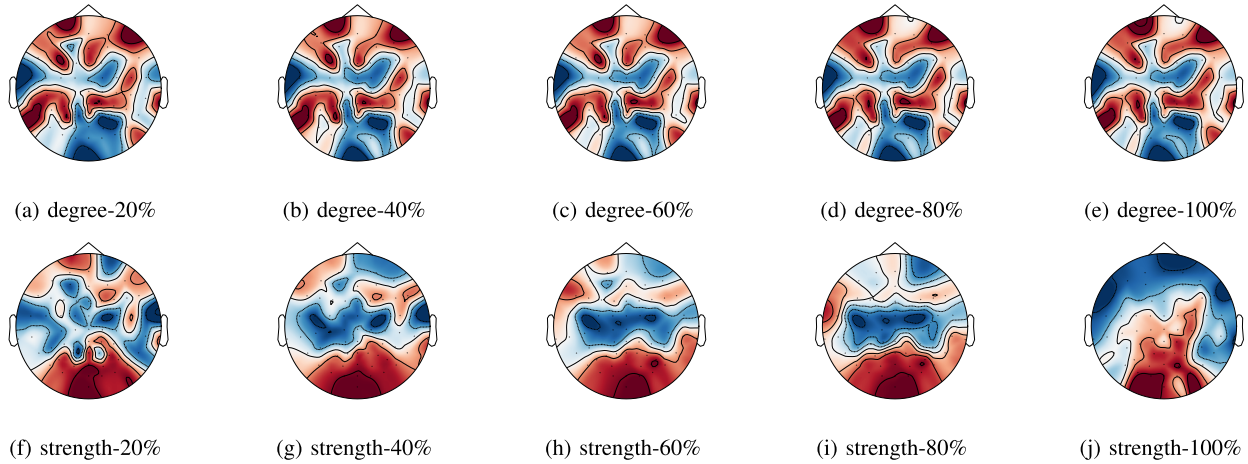 (a) degree-20%
(b) degree-40%
(c) degree-60%
(d) degree-80%
(e) degree-100%
(f) strength-20%
(g) strength-40%
(h) strength-60%
(i) strength-80%
(j) strength-100%